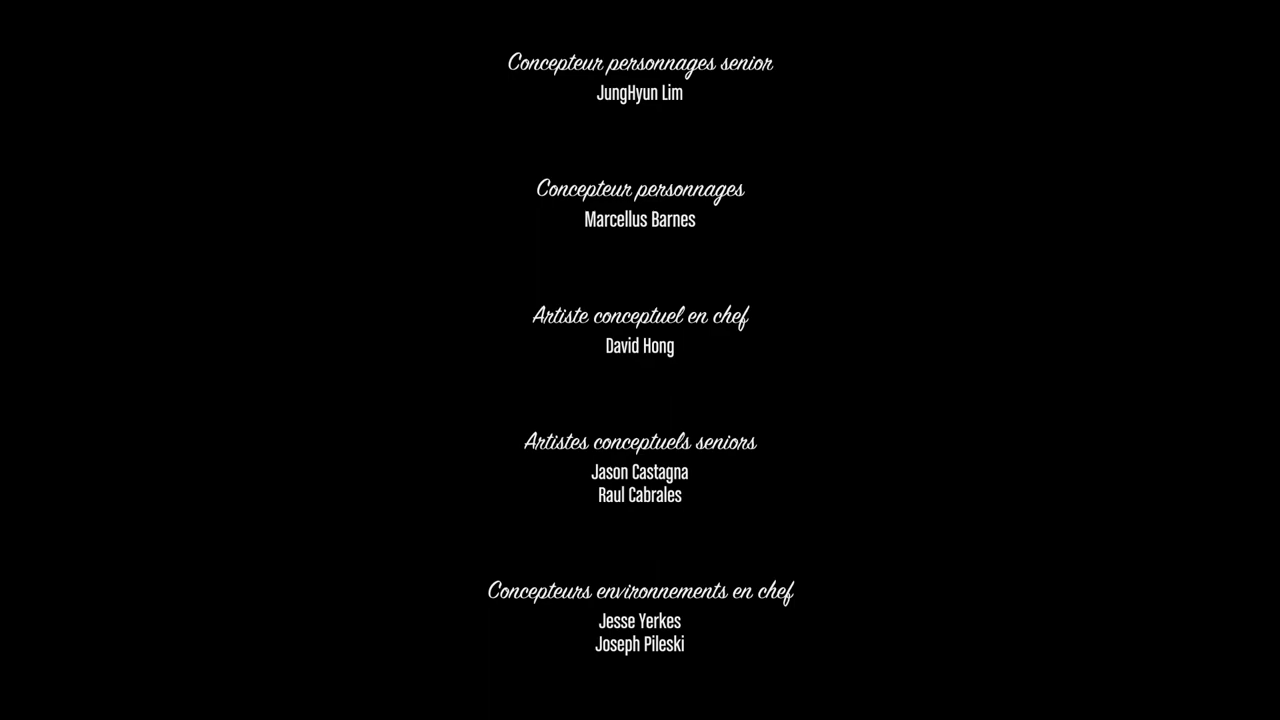 Concepteur personnages senior
JungHyun Lim
Concepteur personnages
Marcellus Barnes
Artiste conceptuel en chef
David Hong
Artistes conceptuels seniors
Jason Castagna
Raul Cabrales
Concepteurs environnements en chef
Jesse Yerkes
Joseph Pileski